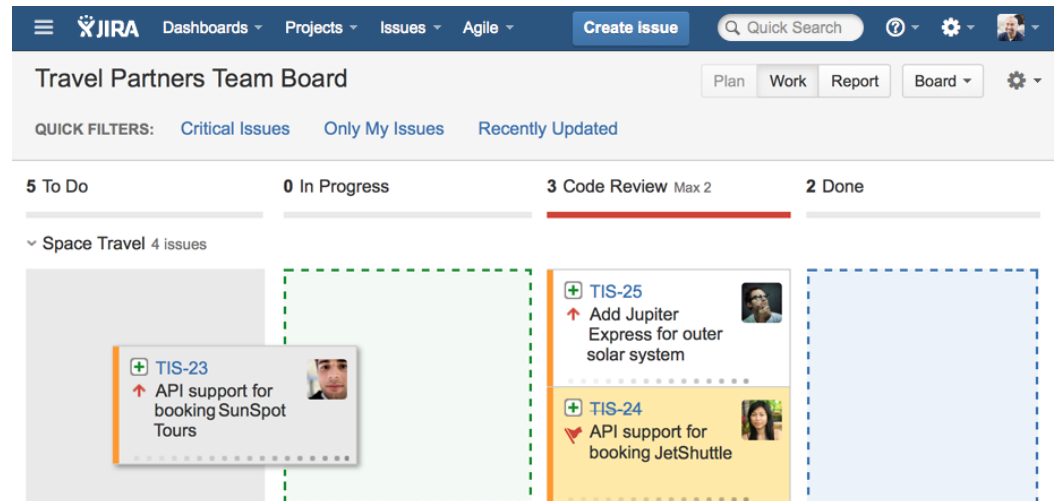 JIRA Dashboards Projects Issues Agile Create issue Quick Search
Travel Partners Team Board Plan Work Report Board
QUICK FILTERS: Critical Issues Only My Issues Recently Updated
5 To Do 0 In Progress 3 Code Review Max 2 2 Done
Space Travel 4 issues
TIS-25
Add Jupiter
Express for outer
solar system
TIS-23
API support for
booking SunSpot
Tours
TIS-24
API support for
booking JetShuttle